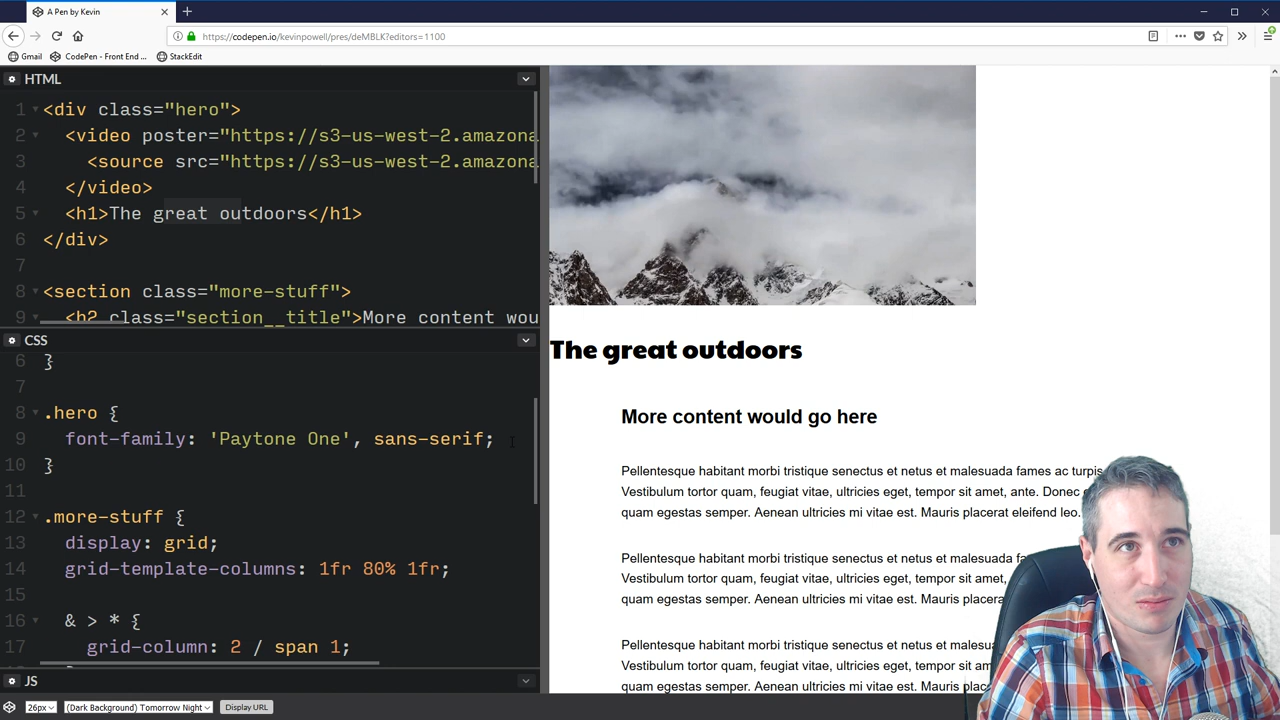 A Pen by Kevin
https://codepen.io/kevinpowell/pres/deMBLK?editors=1100
Gmail
CodePen - Front End ...
StackEdit
HTML
1 <div class="hero">
2 <video poster="https://s3-us-west-2.amazona
3 <source src="https://s3-us-west-2.amazona
4 </video>
5 <h1>The great outdoors</h1>
6 </div>
7
8 <section class="more-stuff">
9 <h2 class="section__title">More content wou
CSS
6 }
7
8 .hero {
9 font-family: 'Paytone One', sans-serif;
10 }
11
12 .more-stuff {
13 display: grid;
14 grid-template-columns: 1fr 80% 1fr;
15
16 & > * {
17 grid-column: 2 / span 1;
JS
26px
(Dark Background) Tomorrow Night
Display URL
The great outdoors
More content would go here
Pellentesque habitant morbi tristique senectus et netus et malesuada fames ac turpis
Vestibulum tortor quam, feugiat vitae, ultricies eget, tempor sit amet, ante. Donec
quam egestas semper. Aenean ultricies mi vitae est. Mauris placerat eleifend leo.
Pellentesque habitant morbi tristique senectus et netus et malesuada
Vestibulum tortor quam, feugiat vitae, ultricies eget, tempor sit amet,
quam egestas semper. Aenean ultricies mi vitae est. Mauris
Pellentesque habitant morbi tristique senectus et netus et
Vestibulum tortor quam, feugiat vitae, ultricies eget, tempor sit
quam egestas semper. Aenean ultricies mi vitae est.